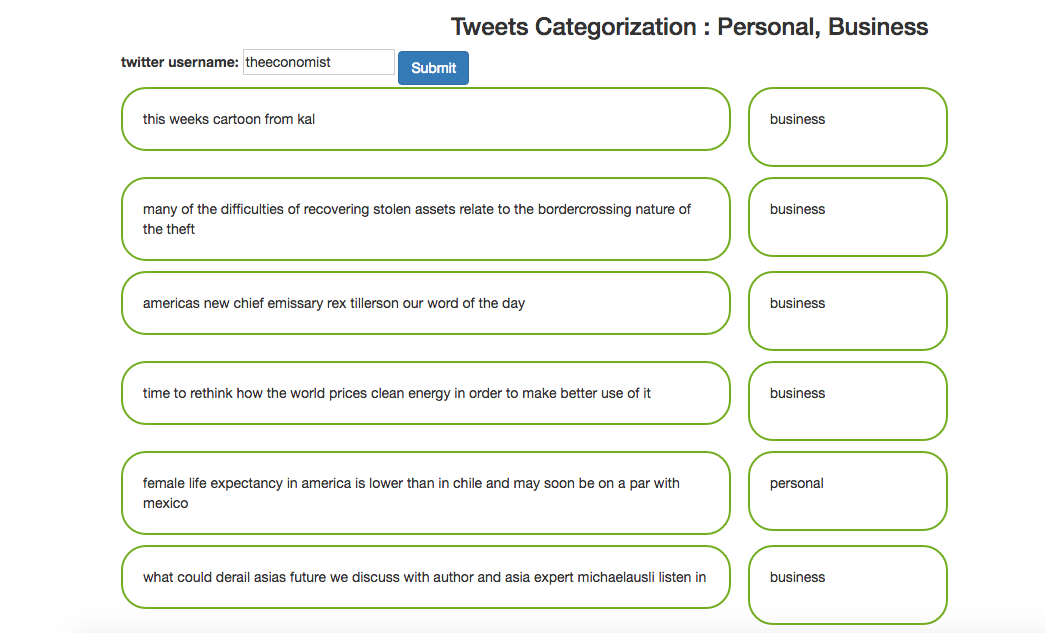 Tweets Categorization : Personal, Business
twitter username: theeconomist Submit
this weeks cartoon from kal
business
many of the difficulties of recovering stolen assets relate to the bordercrossing nature of
the theft
business
americas new chief emissary rex tillerson our word of the day
business
time to rethink how the world prices clean energy in order to make better use of it
business
female life expectancy in america is lower than in chile and may soon be on a par with
mexico
personal
what could derail asias future we discuss with author and asia expert michaelausli listen in
business